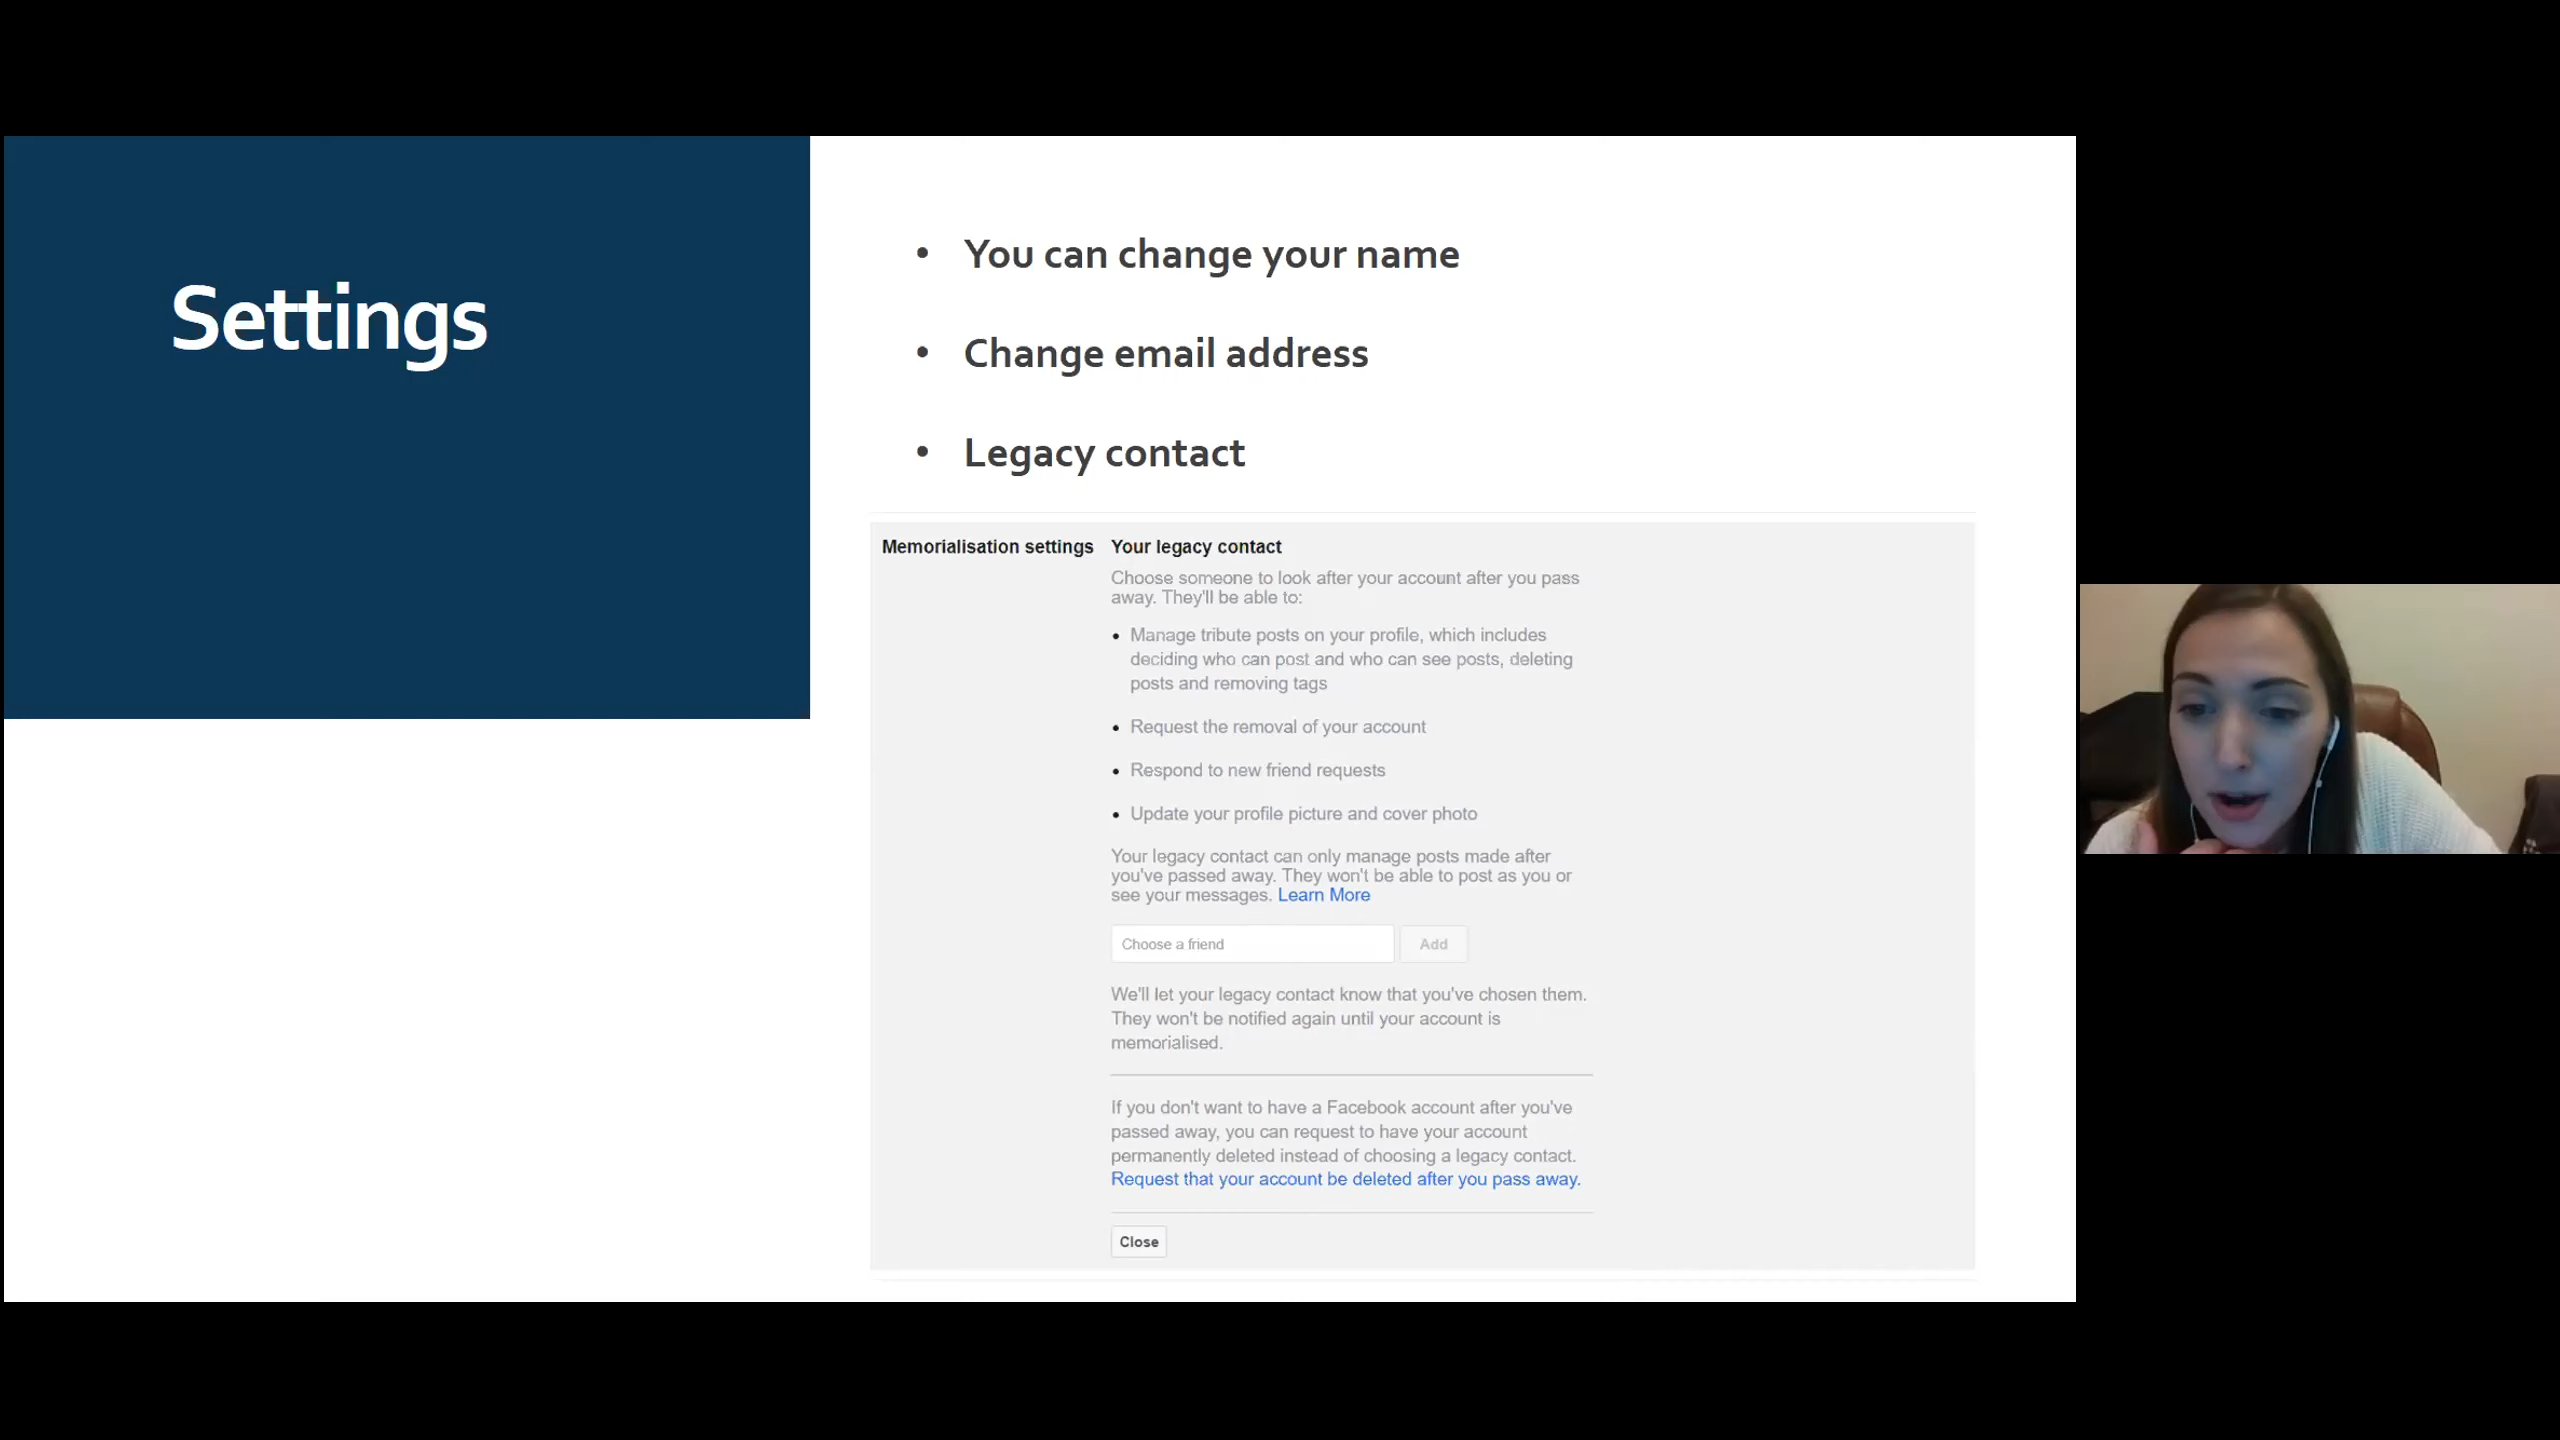 Settings
• You can change your name
• Change email address
• Legacy contact
Memorialisation settings
Your legacy contact
Choose someone to look after your account after you pass
away. They'll be able to:
• Manage tribute posts on your profile, which includes
deciding who can post and who can see posts, deleting
posts and removing tags
• Request the removal of your account
• Respond to new friend requests
• Update your profile picture and cover photo
Your legacy contact can only manage posts made after
you've passed away. They won't be able to post as you or
see your messages. Learn More
Choose a friend
Add
We'll let your legacy contact know that you've chosen them.
They won't be notified again until your account is
memorialised.
If you don't want to have a Facebook account after you've
passed away, you can request to have your account
permanently deleted instead of choosing a legacy contact.
Request that your account be deleted after you pass away.
Close